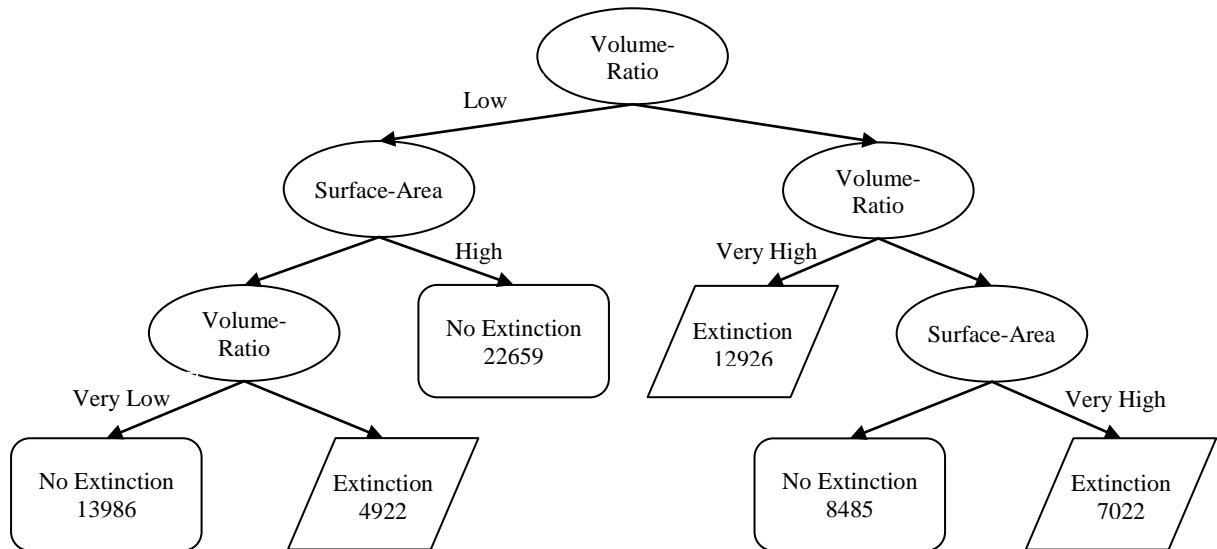 Volume-
Ratio
Low
Surface-Area
Volume-
Ratio
High
Very High
Volume-
Ratio
No Extinction
22659
Extinction
12926
Surface-Area
Very Low
Very High
No Extinction
13986
Extinction
4922
No Extinction
8485
Extinction
7022